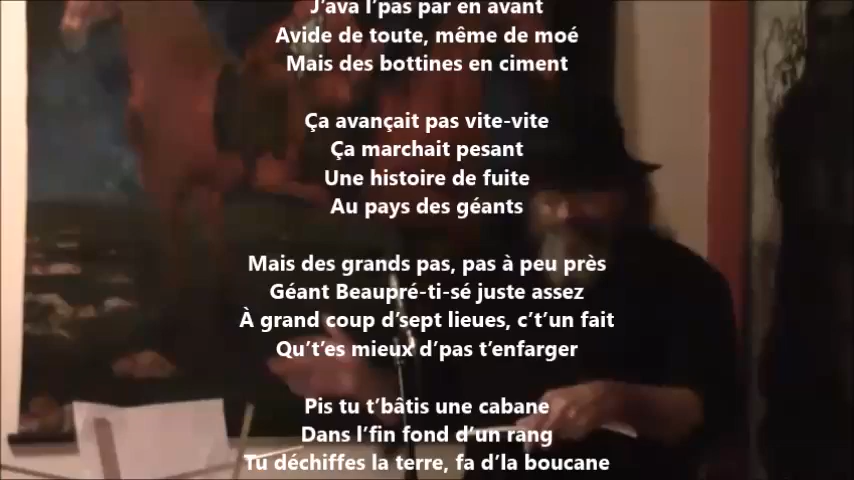 J'ava l'pas par en avant
Avide de toute, même de moé
Mais des bottines en ciment
Ça avançait pas vite-vite
Ça marchait pesant
Une histoire de fuite
Au pays des géants
Mais des grands pas, pas à peu près
Géant Beaupré-ti-sé juste assez
À grand coup d'sept lieues, c't'un fait
Qu't'es mieux d'pas t'enfarger
Pis tu t'bâtis une cabane
Dans l'fin fond d'un rang
Tu déchiffes la terre, fa d'la boucane